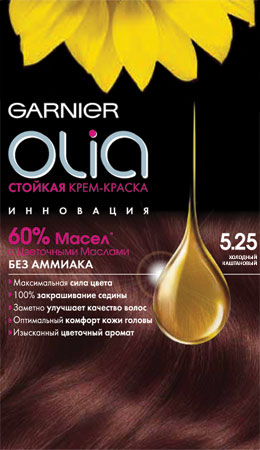 GARNIER
OLIA
СТОЙКАЯ КРЕМ-КРАСКА
ИННОВАЦИЯ
60% Масел*
с Цветочными Маслами
БЕЗ АММИАКА
5.25
ХОЛОДНЫЙ
КАШТАНОВЫЙ
• Максимальная сила цвета
• 100% закрашивание седины
• Заметно улучшает качество волос
• Оптимальный комфорт кожи головы
• Изысканный цветочный аромат